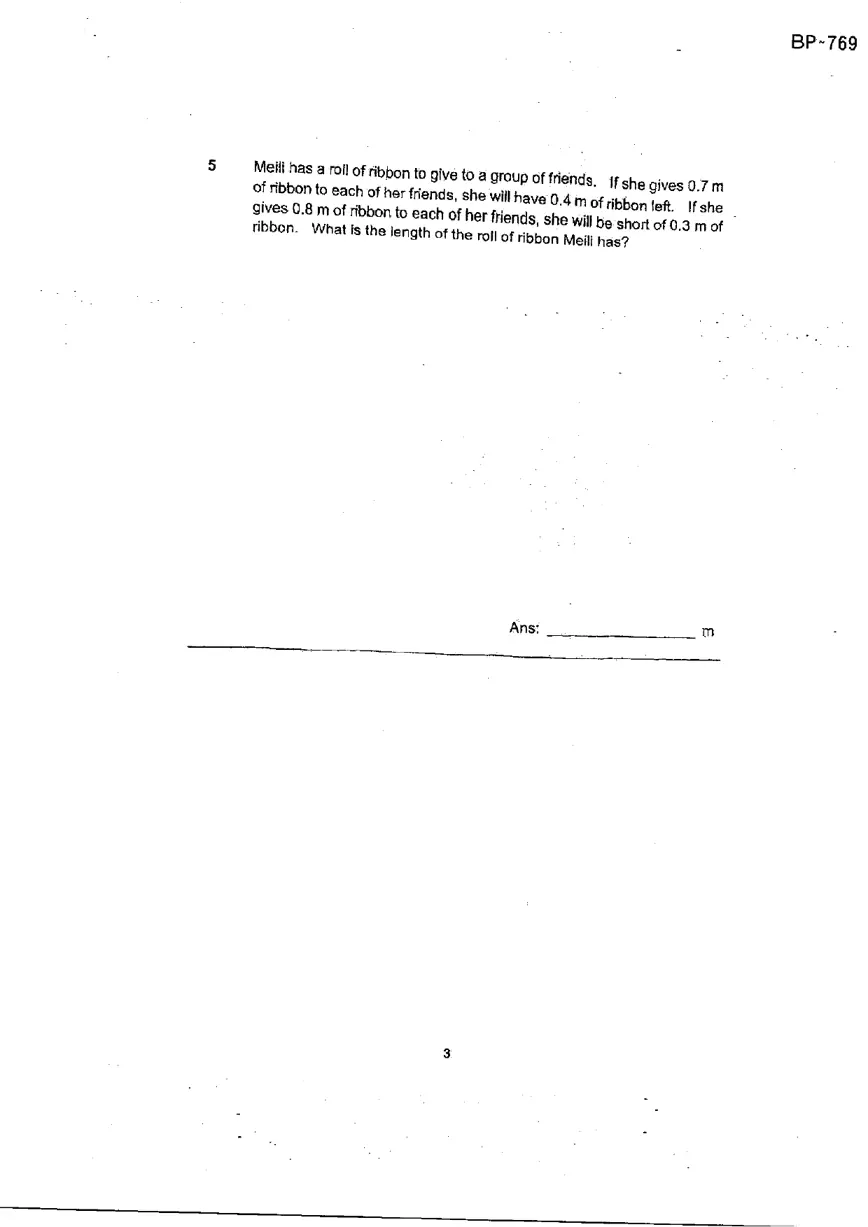 BP-769
5 Meili has a roll of ribbon to give to a group of friends. If she gives 0.7 m
of ribbon to each of her friends, she will have 0.4 m of ribbon left. If she
gives 0.8 m of ribbon to each of her friends, she will be short of 0.3 m of
ribbon. What is the length of the roll of ribbon Meili has?
Ans: ____________ m
3